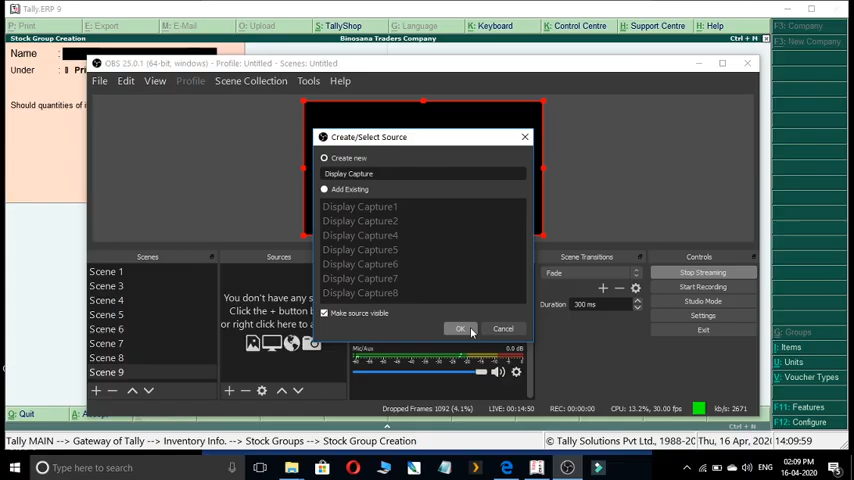 Tally.ERP 9
P: Print
E: Export
M: E-Mail
O: Upload
S: TallyShop
G: Language
K: Keyboard
K: Control Centre
H: Support Centre
H: Help
F3: Company
F3: New Company
Stock Group Creation
Binosana Traders Company
Ctrl + N
Name :
Under :
Should quantities of i
OBS 25.0.1 (64-bit, windows) - Profile: Untitled - Scenes: Untitled
File Edit View Profile Scene Collection Tools Help
Create/Select Source
Create new
Display Capture
Add Existing
Display Capture1
Display Capture2
Display Capture4
Display Capture5
Display Capture6
Display Capture7
Display Capture8
Make source visible
OK
Cancel
Scenes
Scene 1
Scene 3
Scene 4
Scene 5
Scene 6
Scene 7
Scene 8
Scene 9
Sources
You don't have any s
Click the + button b
or right click here to a
Mic/Aux
0.0 dB
Scene Transitions
Fade
Duration 300 ms
Controls
Stop Streaming
Start Recording
Studio Mode
Settings
Exit
Dropped Frames 1092 (4.1%)
LIVE: 00:14:50
REC: 00:00:00
CPU: 13.2%, 30.00 fps
kb/s: 2671
G: Groups
I: Items
U: Units
V: Voucher Types
F11: Features
F12: Configure
Q: Quit
Ctrl + N
Tally MAIN --> Gateway of Tally --> Inventory Info. --> Stock Groups --> Stock Group Creation
© Tally Solutions Pvt Ltd., 1988-20
Thu, 16 Apr, 2020
14:09:59
Type here to search
ENG
02:09 PM
16-04-2020